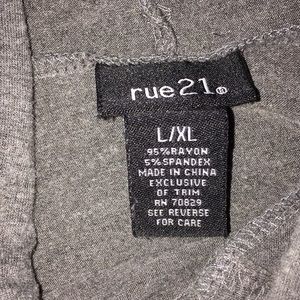 rue21®
L/XL
95%RAYON
5%SPANDEX
MADE IN CHINA
EXCLUSIVE
OF TRIM
RN 70829
SEE REVERSE
FOR CARE